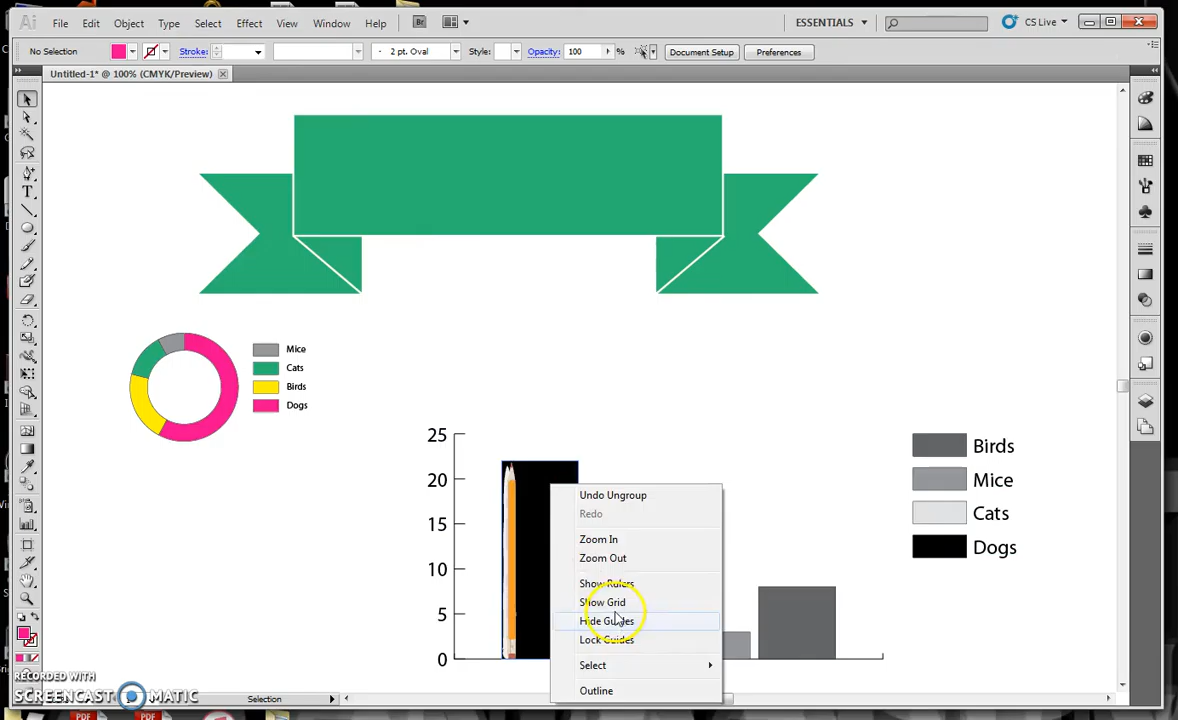 Ai File Edit Object Type Select Effect View Window Help Br ESSENTIALS CS Live
No Selection Stroke: 2 pt. Oval Style: Opacity: 100 % Document Setup Preferences
Untitled-1* @ 100% (CMYK/Preview)
Mice
Cats
Birds
Dogs
25
20
15
10
5
0
Undo Ungroup
Redo
Zoom In
Zoom Out
Show Rulers
Show Grid
Hide Guides
Lock Guides
Select
Outline
Birds
Mice
Cats
Dogs
RECORDED WITH
SCREENCAST MATIC
Selection
PDF PDF